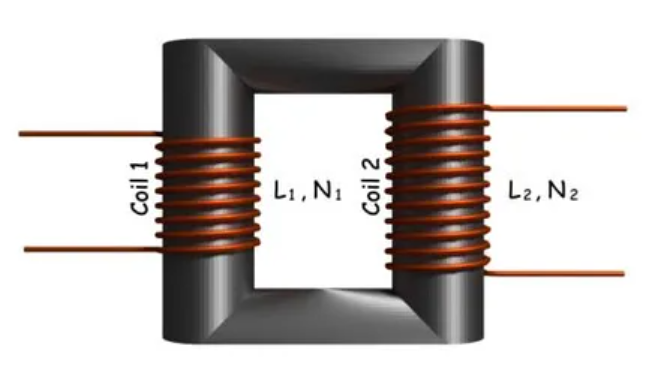 Coil 1
L₁, N₁
Coil 2
L₂, N₂